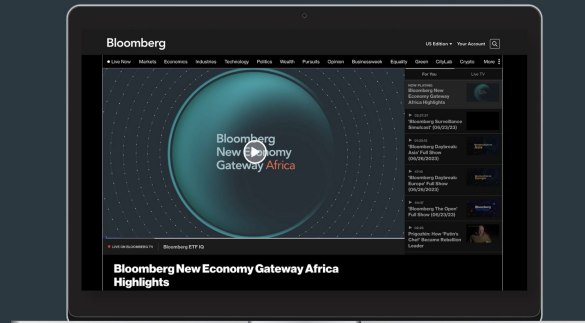 Bloomberg
US Edition
Your Account
Live Now Markets Economics Industries Technology Politics Wealth Pursuits Opinion Businessweek Equality Green CityLab Crypto More
For You
Live TV
Bloomberg
New Economy
Gateway Africa
NOW PLAYING
Bloomberg New
Economy Gateway
Africa Highlights
'Bloomberg Surveillance
Simulcast' (06/23/23)
'Bloomberg Daybreak:
Asia' Full Show
(06/26/2023)
'Bloomberg Daybreak:
Europe' Full Show
(06/26/2023)
'Bloomberg The Open'
Full Show (06/23/23)
Prigozhin: How 'Putin's
Chef' Became Rebellion
Leader
LIVE ON BLOOMBERG TV
Bloomberg ETF IQ
Bloomberg New Economy Gateway Africa
Highlights